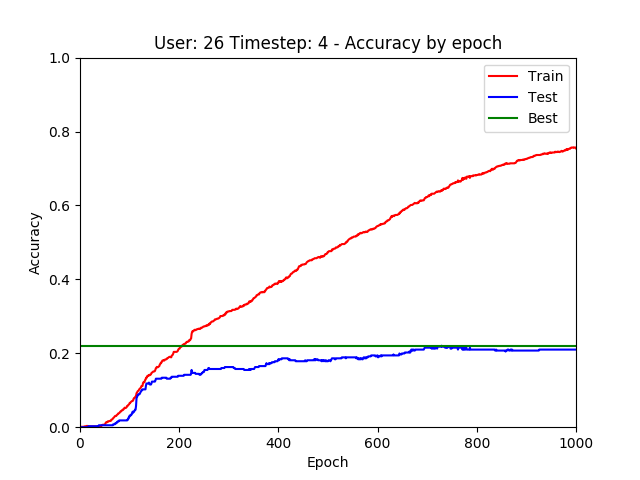 User: 26 Timestep: 4 - Accuracy by epoch
1.0
0.8
0.6
0.4
0.2
0.0
Accuracy
Train
Test
Best
0 200 400 600 800 1000
Epoch